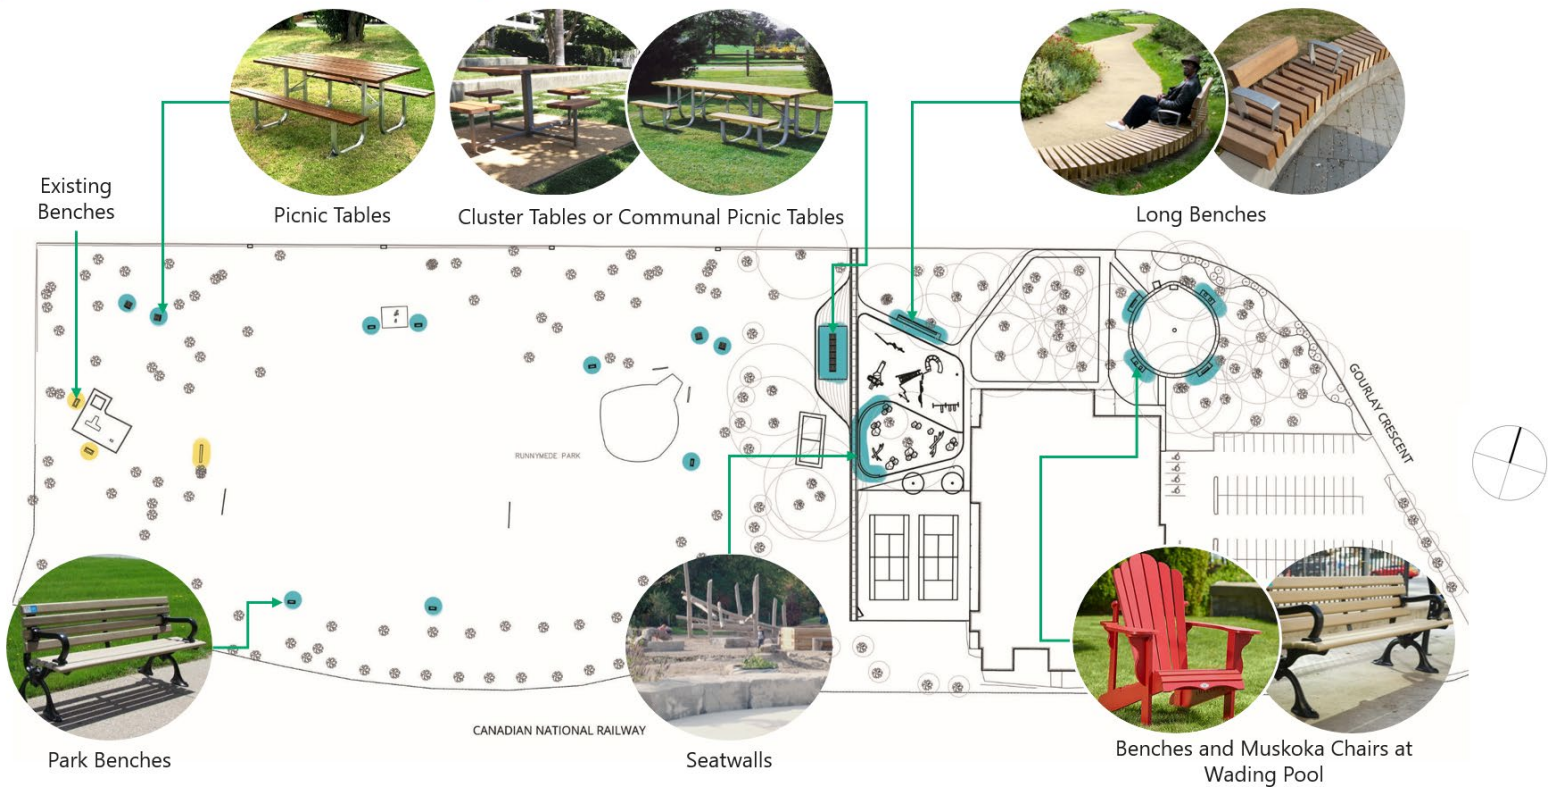 Existing
Benches
Picnic Tables
Cluster Tables or Communal Picnic Tables
Long Benches
GOURLAY CRESCENT
RUNNYMEDE PARK
CANADIAN NATIONAL RAILWAY
Park Benches
Seatwalls
Benches and Muskoka Chairs at
Wading Pool